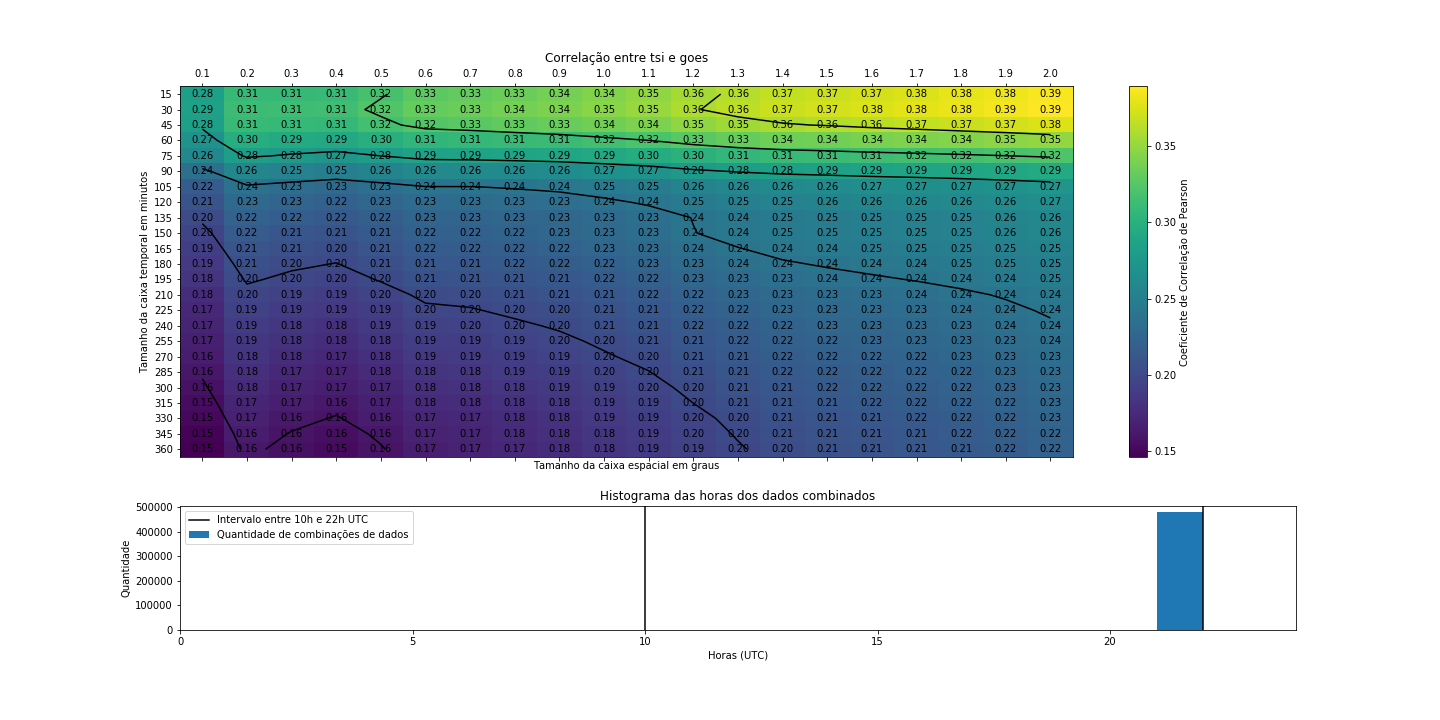 Correlação entre tsi e goes
0.1 0.2 0.3 0.4 0.5 0.6 0.7 0.8 0.9 1.0 1.1 1.2 1.3 1.4 1.5 1.6 1.7 1.8 1.9 2.0
15 0.28 0.31 0.31 0.31 0.32 0.33 0.33 0.33 0.34 0.34 0.35 0.36 0.36 0.37 0.37 0.37 0.38 0.38 0.38 0.39
30 0.29 0.31 0.31 0.31 0.32 0.33 0.33 0.34 0.34 0.35 0.35 0.36 0.36 0.37 0.37 0.38 0.38 0.38 0.39 0.39
45 0.28 0.31 0.31 0.31 0.32 0.32 0.33 0.33 0.33 0.34 0.34 0.35 0.35 0.36 0.36 0.36 0.37 0.37 0.37 0.38
60 0.27 0.30 0.29 0.29 0.30 0.31 0.31 0.31 0.31 0.32 0.32 0.33 0.33 0.34 0.34 0.34 0.34 0.34 0.35 0.35
75 0.26 0.28 0.28 0.27 0.28 0.29 0.29 0.29 0.29 0.29 0.30 0.30 0.31 0.31 0.31 0.31 0.32 0.32 0.32 0.32
90 0.24 0.26 0.25 0.25 0.26 0.26 0.26 0.26 0.26 0.27 0.27 0.28 0.28 0.28 0.29 0.29 0.29 0.29 0.29 0.29
105 0.22 0.24 0.23 0.23 0.23 0.24 0.24 0.24 0.24 0.25 0.25 0.26 0.26 0.26 0.26 0.27 0.27 0.27 0.27 0.27
120 0.21 0.23 0.23 0.22 0.23 0.23 0.23 0.23 0.23 0.24 0.24 0.25 0.25 0.25 0.26 0.26 0.26 0.26 0.26 0.27
135 0.20 0.22 0.22 0.22 0.22 0.23 0.23 0.23 0.23 0.23 0.23 0.24 0.24 0.25 0.25 0.25 0.25 0.25 0.26 0.26
150 0.20 0.22 0.21 0.21 0.21 0.22 0.22 0.22 0.23 0.23 0.23 0.24 0.24 0.25 0.25 0.25 0.25 0.25 0.26 0.26
165 0.19 0.21 0.21 0.20 0.21 0.22 0.22 0.22 0.22 0.23 0.23 0.24 0.24 0.24 0.24 0.25 0.25 0.25 0.25 0.25
180 0.19 0.21 0.20 0.20 0.21 0.21 0.21 0.22 0.22 0.22 0.23 0.23 0.24 0.24 0.24 0.24 0.24 0.25 0.25 0.25
195 0.18 0.20 0.20 0.20 0.20 0.21 0.21 0.21 0.21 0.22 0.22 0.23 0.23 0.23 0.24 0.24 0.24 0.24 0.24 0.25
210 0.18 0.20 0.19 0.19 0.20 0.20 0.20 0.21 0.21 0.21 0.22 0.22 0.23 0.23 0.23 0.23 0.24 0.24 0.24 0.24
225 0.17 0.19 0.19 0.19 0.19 0.20 0.20 0.20 0.21 0.21 0.21 0.22 0.22 0.23 0.23 0.23 0.23 0.24 0.24 0.24
240 0.17 0.19 0.18 0.18 0.19 0.19 0.20 0.20 0.20 0.21 0.21 0.22 0.22 0.22 0.23 0.23 0.23 0.23 0.24 0.24
255 0.17 0.19 0.18 0.18 0.18 0.19 0.19 0.19 0.20 0.20 0.21 0.21 0.22 0.22 0.22 0.22 0.23 0.23 0.23 0.24
270 0.16 0.18 0.18 0.17 0.18 0.19 0.19 0.19 0.19 0.20 0.20 0.21 0.21 0.22 0.22 0.22 0.22 0.23 0.23 0.23
285 0.16 0.18 0.17 0.17 0.18 0.18 0.18 0.19 0.19 0.20 0.20 0.21 0.21 0.21 0.22 0.22 0.22 0.22 0.23 0.23
300 0.16 0.18 0.17 0.17 0.17 0.18 0.18 0.18 0.19 0.19 0.20 0.20 0.21 0.21 0.21 0.22 0.22 0.22 0.22 0.23
315 0.15 0.17 0.17 0.16 0.17 0.18 0.18 0.18 0.18 0.19 0.19 0.20 0.20 0.21 0.21 0.21 0.22 0.22 0.22 0.23
330 0.15 0.17 0.16 0.16 0.16 0.17 0.17 0.18 0.18 0.19 0.19 0.20 0.20 0.21 0.21 0.21 0.22 0.22 0.22 0.23
345 0.15 0.16 0.16 0.16 0.16 0.17 0.17 0.18 0.18 0.18 0.19 0.20 0.20 0.20 0.21 0.21 0.21 0.22 0.22 0.22
360 0.15 0.16 0.16 0.15 0.16 0.17 0.17 0.17 0.18 0.18 0.19 0.19 0.20 0.20 0.20 0.21 0.21 0.21 0.22 0.22
Tamanho da caixa temporal em minutos
Tamanho da caixa espacial em graus
0.35
0.30
0.25
0.20
0.15
Coeficiente de Correlação de Pearson
Histograma das horas dos dados combinados
500000
400000
300000
200000
100000
0
Quantidade
Intervalo entre 10h e 22h UTC
Quantidade de combinações de dados
0 5 10 15 20
Horas (UTC)